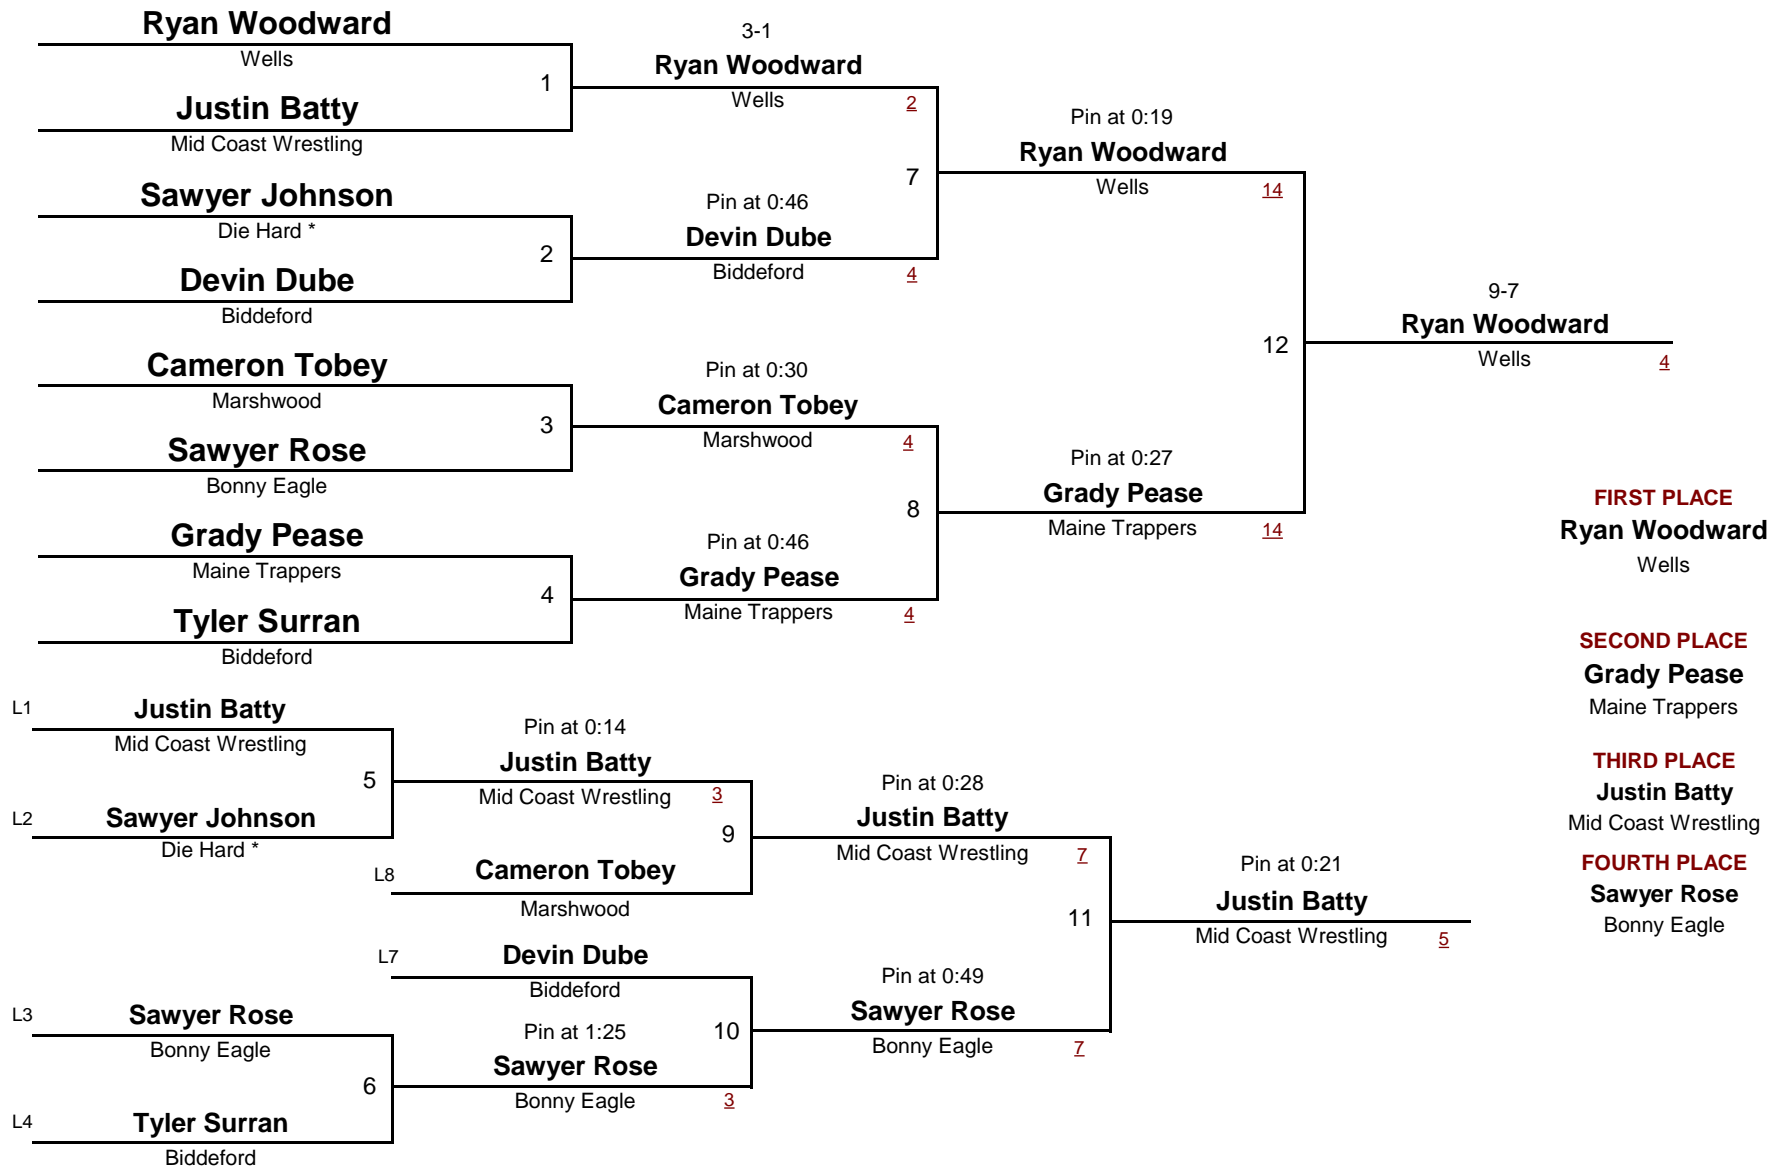 Ryan Woodward
Wells
1
Justin Batty
Mid Coast Wrestling
Sawyer Johnson
Die Hard *
2
Devin Dube
Biddeford
Cameron Tobey
Marshwood
3
Sawyer Rose
Bonny Eagle
Grady Pease
Maine Trappers
4
Tyler Surran
Biddeford
3-1
Ryan Woodward
Wells 2
7
Pin at 0:46
Devin Dube
Biddeford 4
Pin at 0:30
Cameron Tobey
Marshwood 4
8
Pin at 0:46
Grady Pease
Maine Trappers 4
Pin at 0:19
Ryan Woodward
Wells 14
12
Pin at 0:27
Grady Pease
Maine Trappers 14
9-7
Ryan Woodward
Wells 4
FIRST PLACE
Ryan Woodward
Wells
SECOND PLACE
Grady Pease
Maine Trappers
THIRD PLACE
Justin Batty
Mid Coast Wrestling
FOURTH PLACE
Sawyer Rose
Bonny Eagle
L1 Justin Batty
Mid Coast Wrestling
5
L2 Sawyer Johnson
Die Hard *
Pin at 0:14
Justin Batty
Mid Coast Wrestling 3
9
L8 Cameron Tobey
Marshwood
L7 Devin Dube
Biddeford
10
L3 Sawyer Rose
Bonny Eagle
6
L4 Tyler Surran
Biddeford
Pin at 1:25
Sawyer Rose
Bonny Eagle 3
Pin at 0:28
Justin Batty
Mid Coast Wrestling 7
11
Pin at 0:49
Sawyer Rose
Bonny Eagle 7
Pin at 0:21
Justin Batty
Mid Coast Wrestling 5